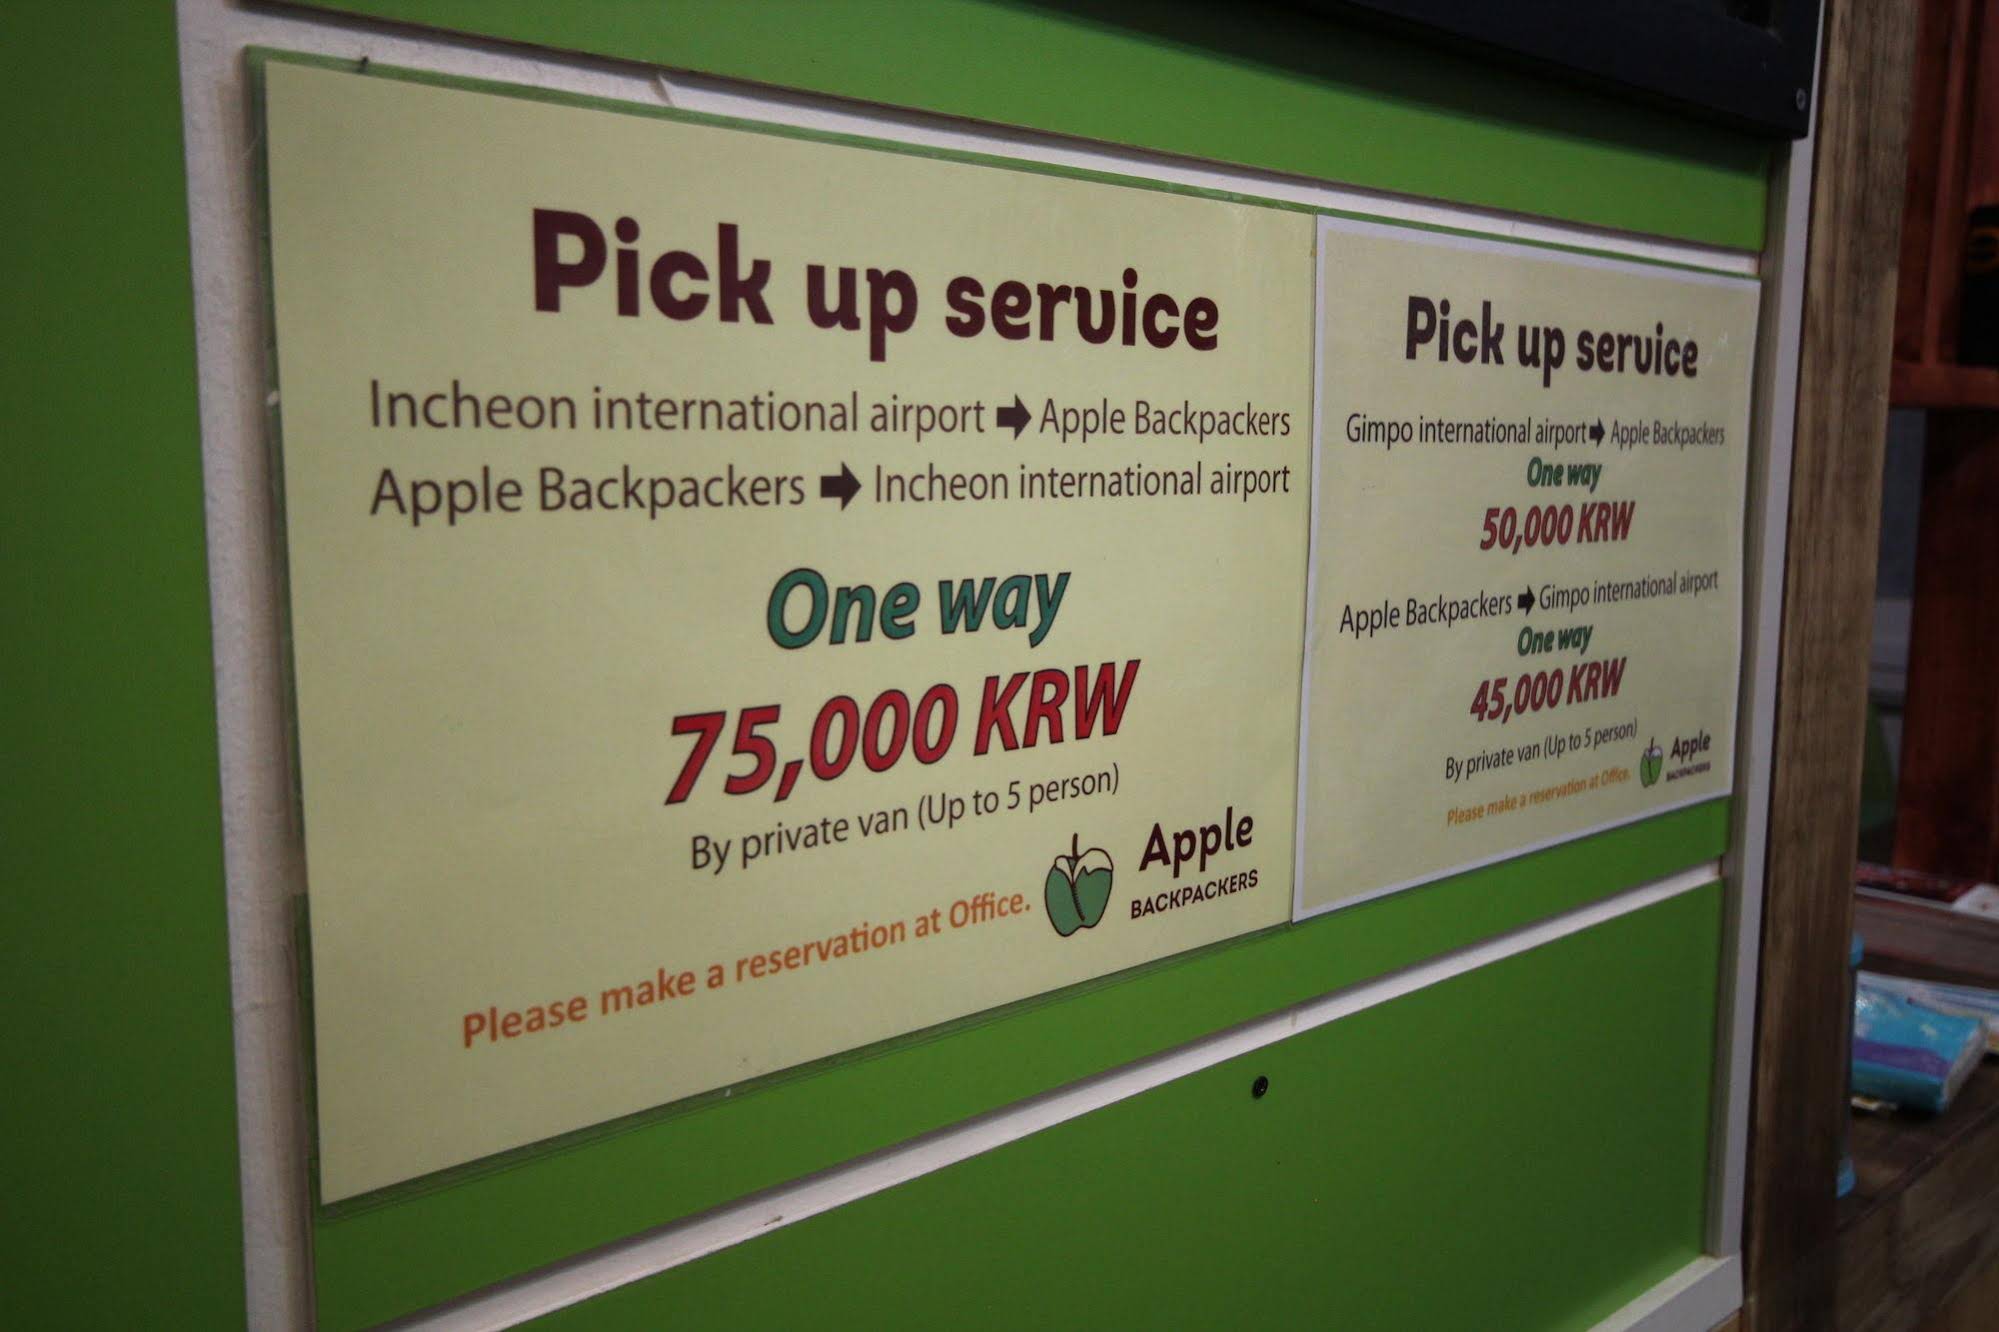 Pick up service
Incheon international airport ➡ Apple Backpackers
Apple Backpackers ➡ Incheon international airport
One way
75,000 KRW
By private van (Up to 5 person)
Please make a reservation at Office.
Apple
BACKPACKERS
Pick up service
Gimpo international airport ➡ Apple Backpackers
One way
50,000 KRW
Apple Backpackers ➡ Gimpo international airport
One way
45,000 KRW
By private van (Up to 5 person)
Please make a reservation at Office.
Apple
BACKPACKERS